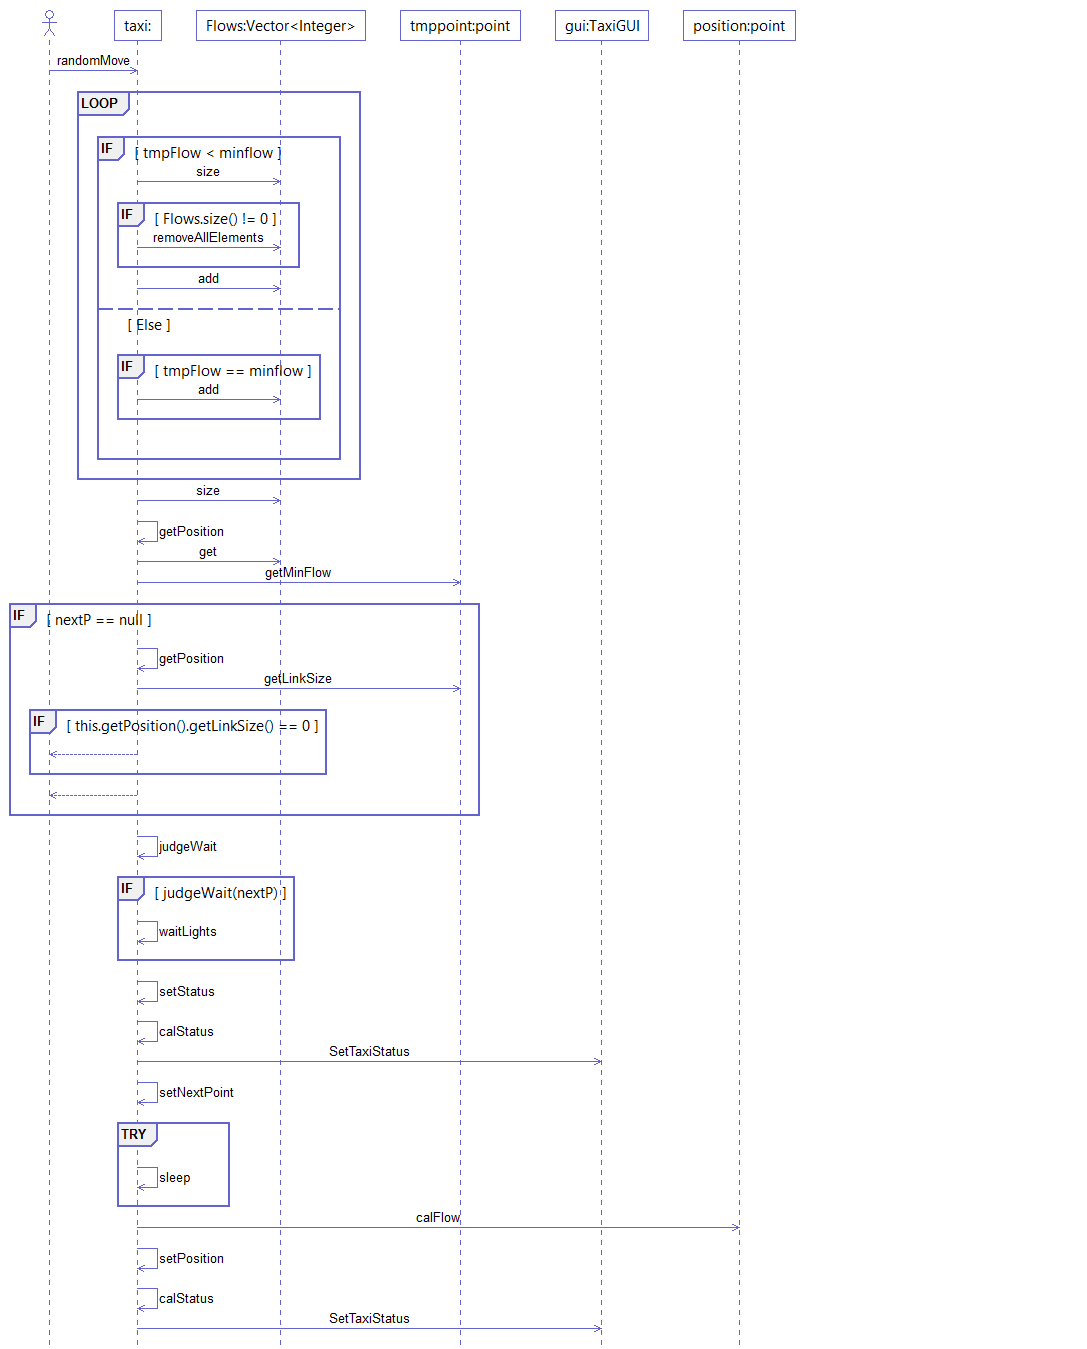 taxi:
Flows:Vector<Integer>
tmppoint:point
gui:TaxiGUI
position:point
randomMove
LOOP
IF
[ tmpFlow < minflow ]
size
IF
[ Flows.size() != 0 ]
removeAllElements
add
[ Else ]
IF
[ tmpFlow == minflow ]
add
size
getPosition
get
getMinFlow
IF
[ nextP == null ]
getPosition
getLinkSize
IF
[ this.getPosition().getLinkSize() == 0 ]
judgeWait
IF
[ judgeWait(nextP) ]
waitLights
setStatus
calStatus
SetTaxiStatus
setNextPoint
TRY
sleep
calFlow
setPosition
calStatus
SetTaxiStatus